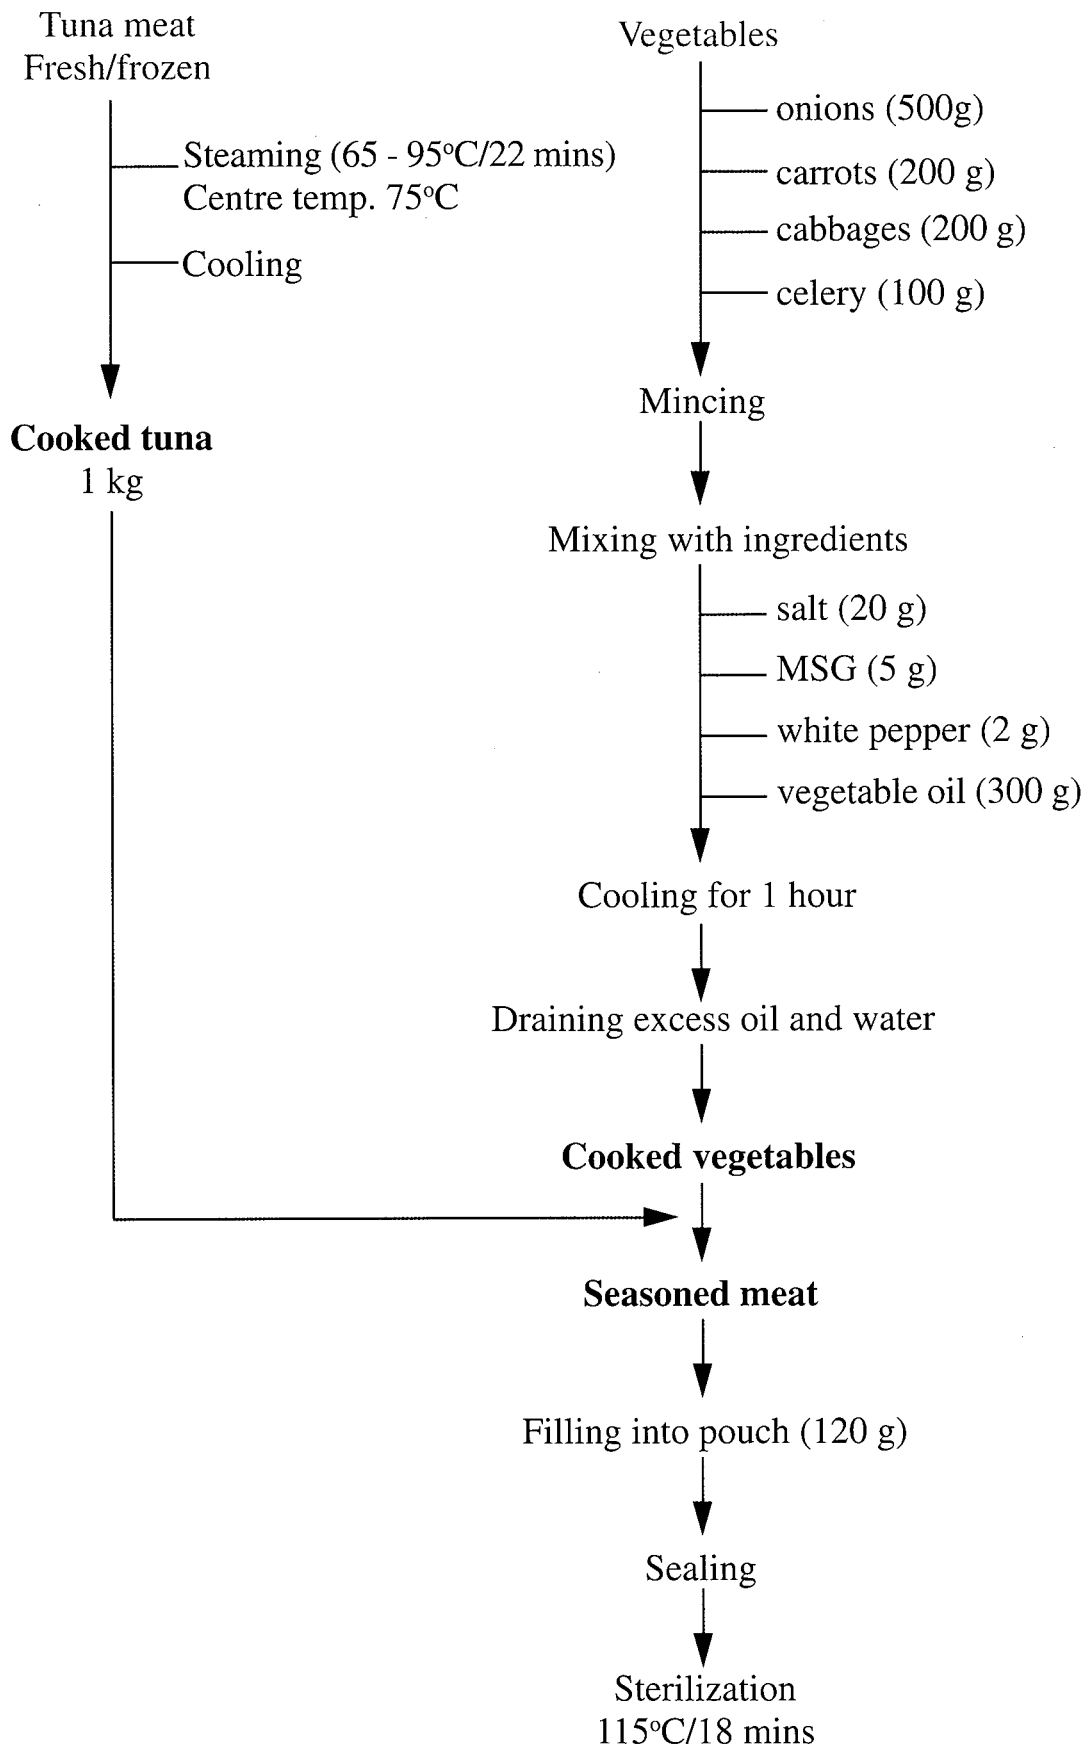 Tuna meat
Fresh/frozen
Steaming (65 - 95°C/22 mins)
Centre temp. 75°C
Cooling
Cooked tuna
1 kg
Vegetables
onions (500g)
carrots (200 g)
cabbages (200 g)
celery (100 g)
Mincing
Mixing with ingredients
salt (20 g)
MSG (5 g)
white pepper (2 g)
vegetable oil (300 g)
Cooling for 1 hour
Draining excess oil and water
Cooked vegetables
Seasoned meat
Filling into pouch (120 g)
Sealing
Sterilization
115°C/18 mins